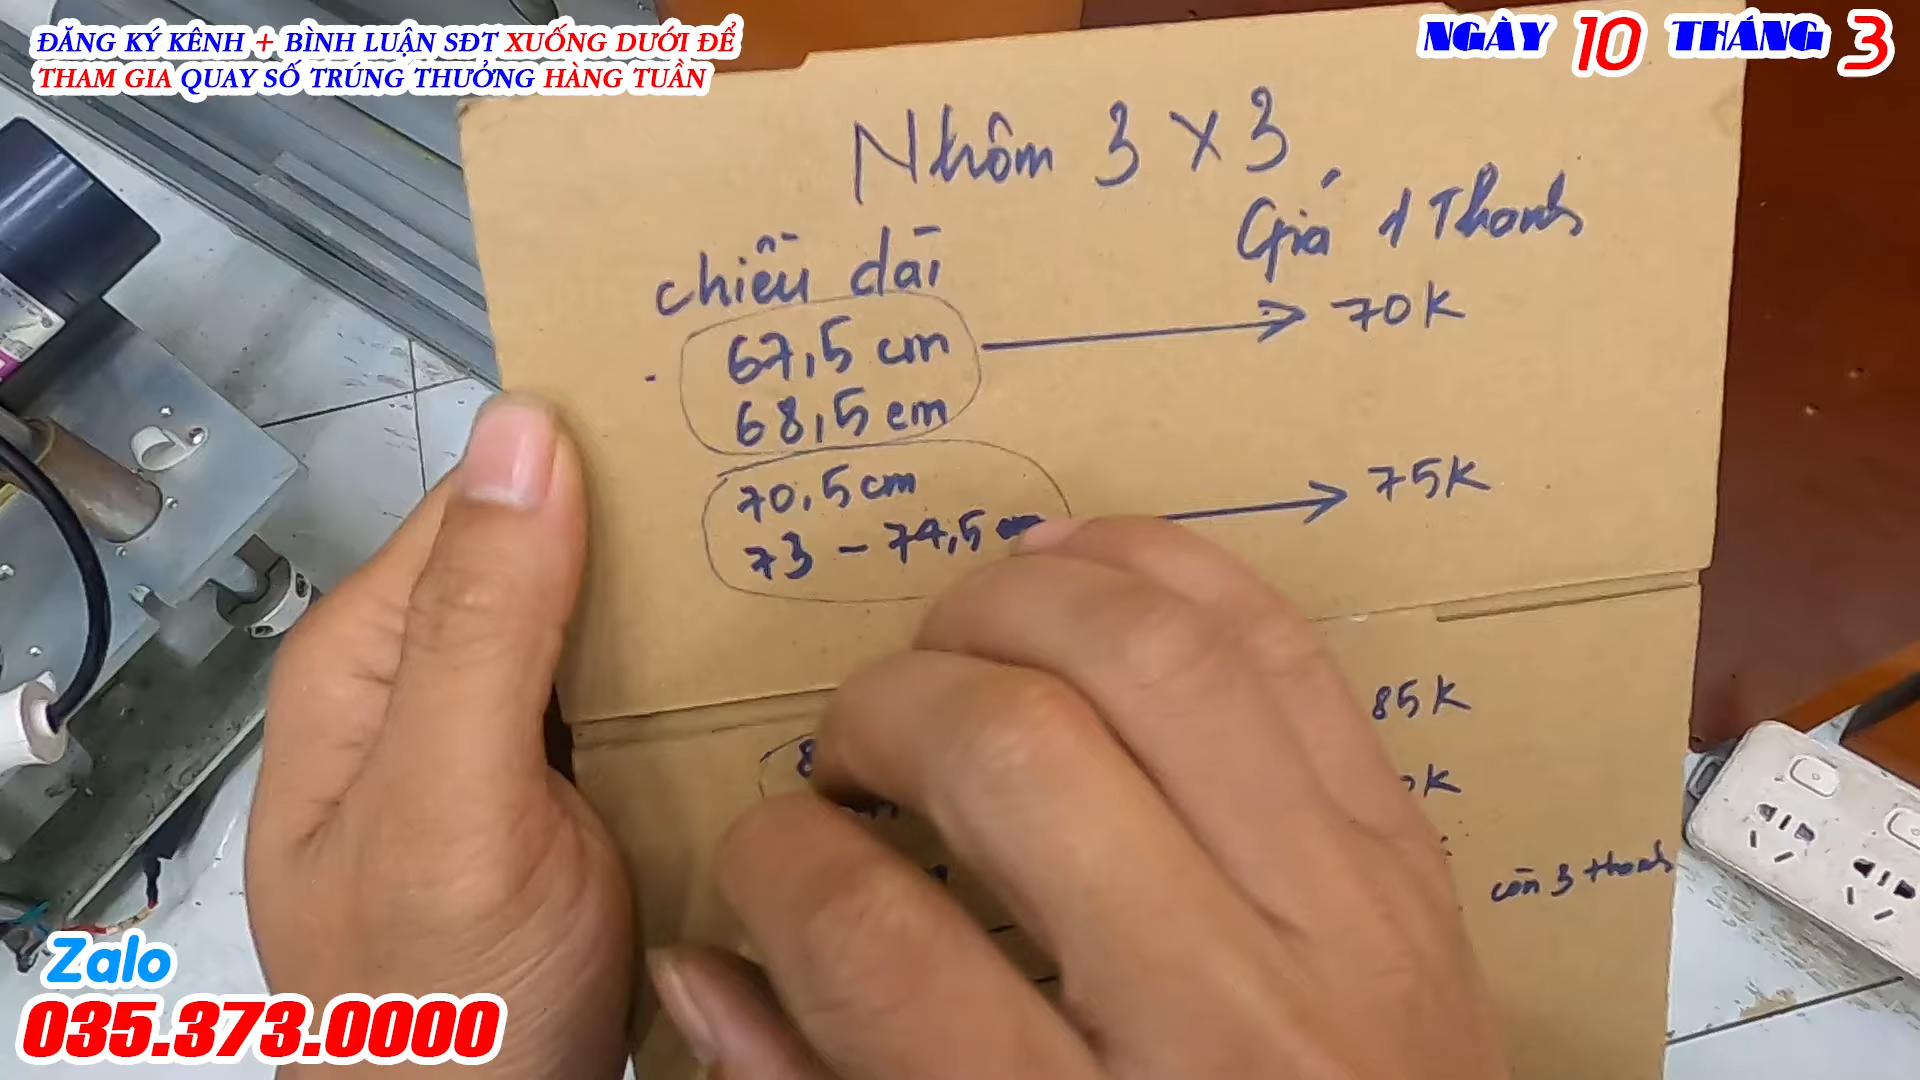 ĐĂNG KÝ KÊNH + BÌNH LUẬN SĐT XUỐNG DƯỚI ĐỂ
THAM GIA QUAY SỐ TRÚNG THƯỞNG HÀNG TUẦN
NGÀY 10 THÁNG 3
Nhôm 3 x 3
chiều dài
Giá 1 Thanh
67,5 cm
70K
68,5 cm
70,5 cm
75K
73 - 74,5 cm
85K
còn 3 thanh
Zalo
035.373.0000